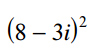 (8 − 3i)²